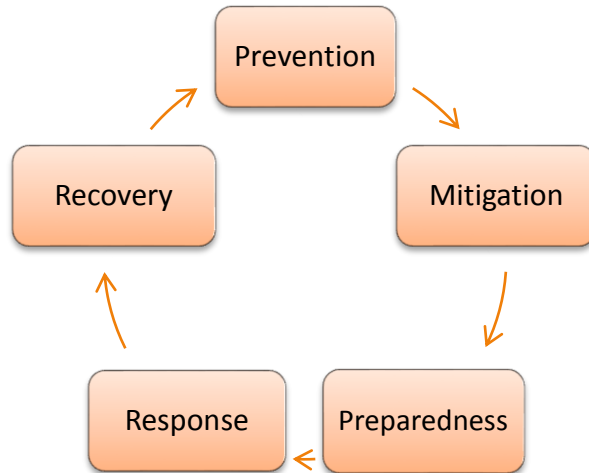 Prevention
Mitigation
Preparedness
Response
Recovery